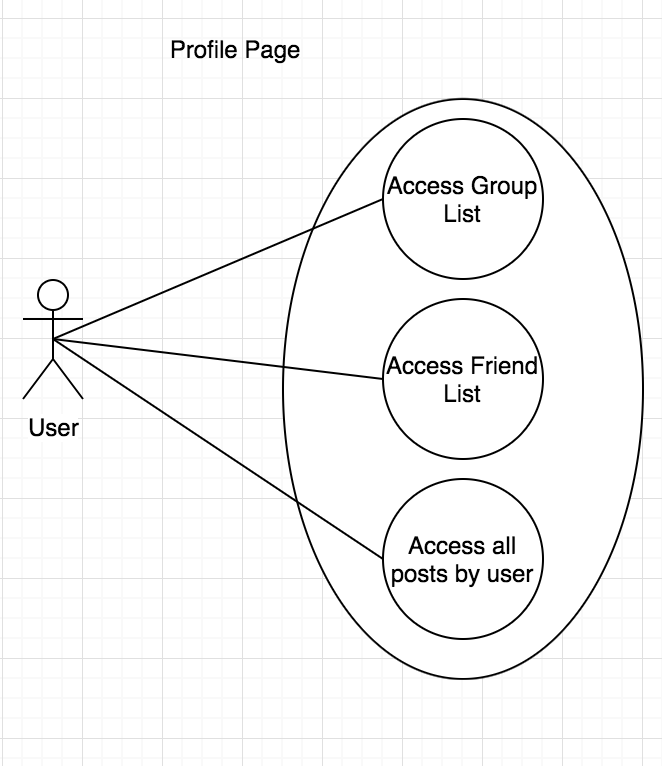 Profile Page
Access Group
List
Access Friend
List
User
Access all
posts by user